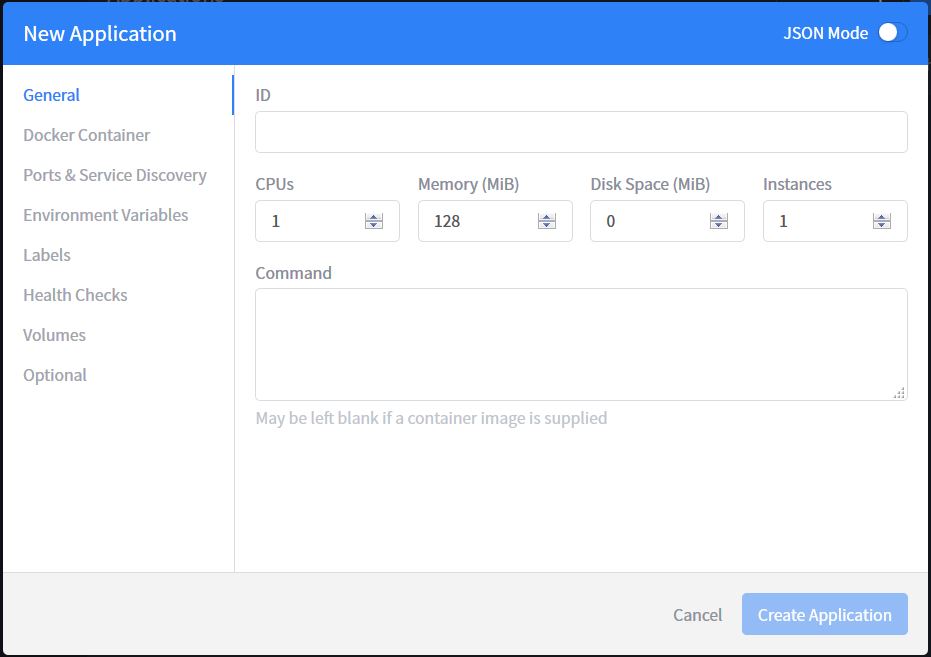 New Application
JSON Mode
General
Docker Container
Ports & Service Discovery
Environment Variables
Labels
Health Checks
Volumes
Optional
ID
CPUs Memory (MiB) Disk Space (MiB) Instances
1 128 0 1
Command
May be left blank if a container image is supplied
Cancel Create Application